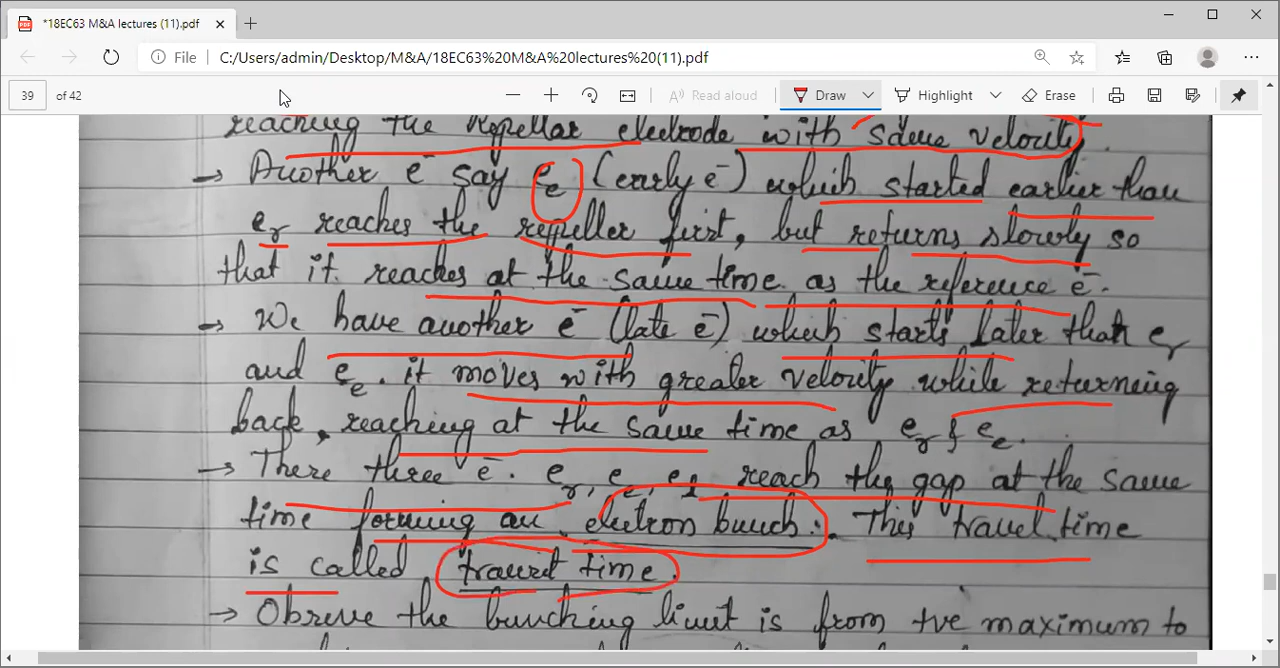 *18EC63 M&A lectures (11).pdf
File C:/Users/admin/Desktop/M&A/18EC63%20M&A%20lectures%20(11).pdf
39 of 42 Read aloud Draw Highlight Erase
reaching the Repellar electrode with same velocity.
→ Another e⁻ say eₑ (early e⁻) which started earlier than
eᵣ reaches the repeller first, but returns slowly so
that it reaches at the same time as the reference e⁻.
→ We have another e⁻ (late e⁻) which starts later than eᵣ
and eₑ. it moves with greater velocity while returneing
back, reaching at the same time as eᵣ & eₑ.
→ There three e⁻. eᵣ, eₑ, eₗ reach the gap at the same
time forming an electron bunch. This travel time
is called transit time.
→ Obsreve the bunching limit is from +ve maximum to